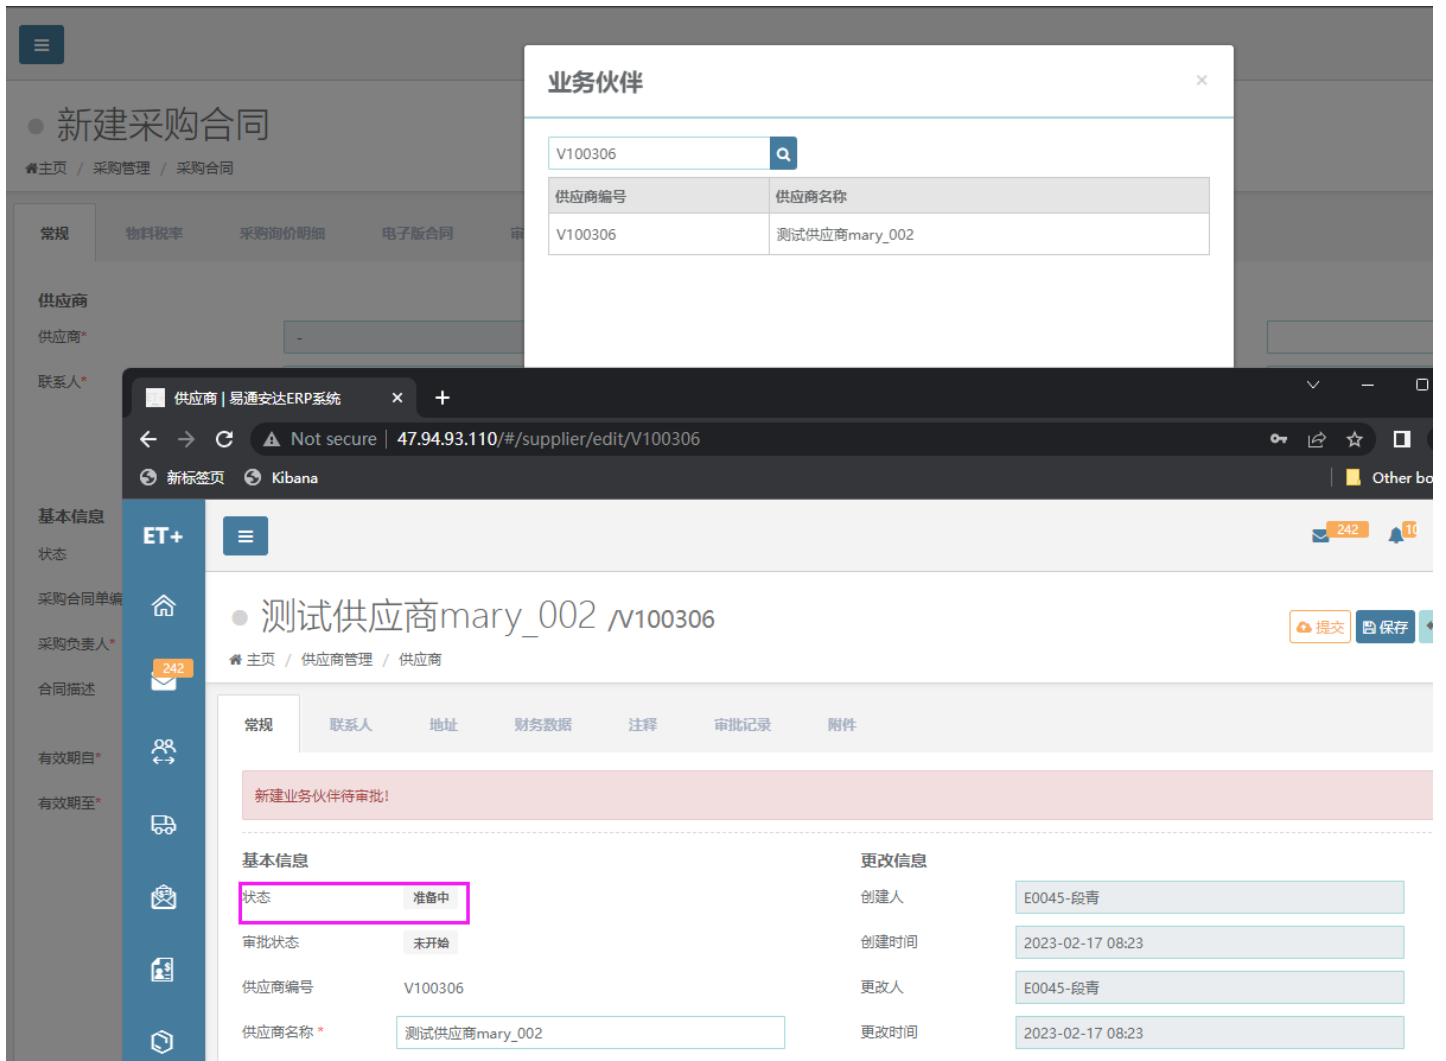 新建采购合同
主页 / 采购管理 / 采购合同
常规 物料税率 采购询价明细 电子版合同 审
供应商
供应商* -
联系人*
基本信息
状态
采购合同单编
采购负责人*
合同描述
有效期自*
有效期至*
业务伙伴 ×
V100306
供应商编号 供应商名称
V100306 测试供应商mary_002
供应商 | 易通安达ERP系统 × +
Not secure | 47.94.93.110/#/supplier/edit/V100306
新标签页 Kibana Other bo
ET+ 242 10
242
测试供应商mary_002 /V100306
提交 保存
主页 / 供应商管理 / 供应商
常规 联系人 地址 财务数据 注释 审批记录 附件
新建业务伙伴待审批!
基本信息 更改信息
状态 准备中 创建人 E0045-段青
审批状态 未开始 创建时间 2023-02-17 08:23
供应商编号 V100306 更改人 E0045-段青
供应商名称 * 测试供应商mary_002 更改时间 2023-02-17 08:23